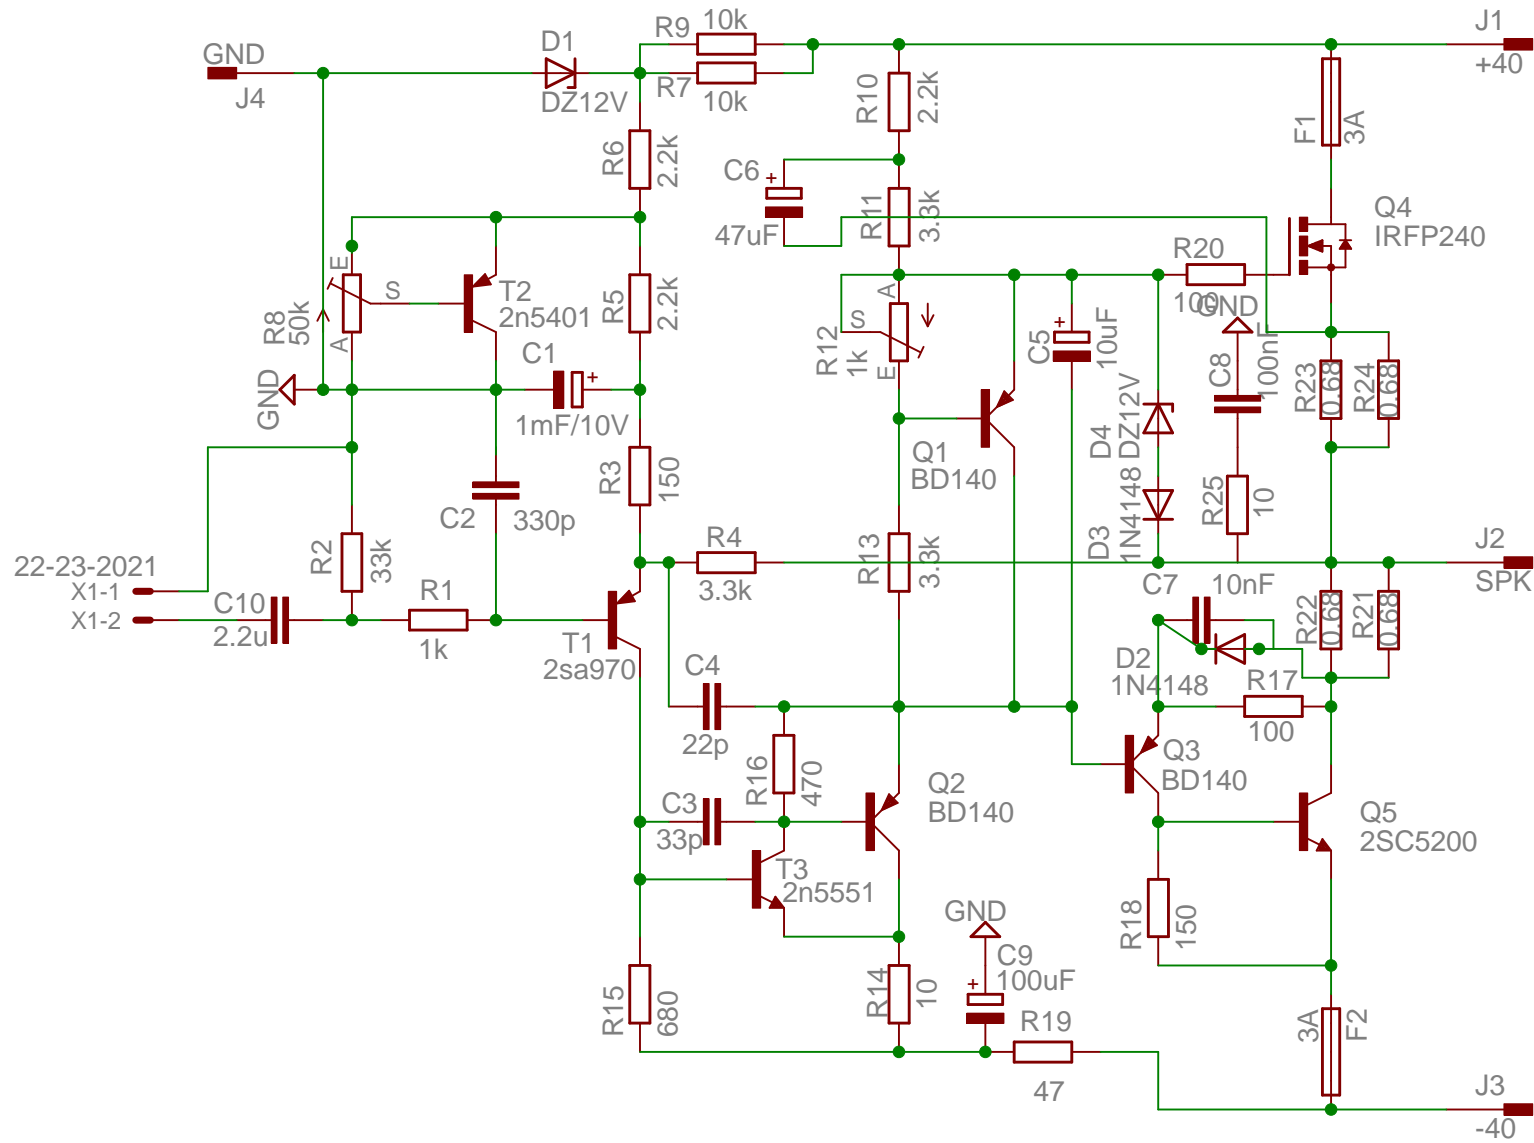 GND
J4
D1
DZ12V
R9
10k
R7
10k
J1
+40
R10
2.2k
F1
3A
R6
2.2k
C6
+
47uF
R11
3.3k
Q4
IRFP240
R20
100
GND
E
S
A
R8
50k
T2
2n5401
R5
2.2k
A
S
E
R12
1k
C5
+
10uF
C8
100nF
R23
0.68
R24
0.68
GND
C1
+
1mF/10V
Q1
BD140
D4
DZ12V
R3
150
C2
330p
D3
1N4148
R25
10
22-23-2021
X1-1
X1-2
R2
33k
C10
2.2u
R1
1k
R4
3.3k
R13
3.3k
J2
SPK
C7
10nF
R22
0.68
R21
0.68
T1
2sa970
C4
22p
D2
1N4148
R17
100
R16
470
Q2
BD140
Q3
BD140
C3
33p
Q5
2SC5200
T3
2n5551
R18
150
GND
C9
100uF
+
R15
680
R14
10
R19
47
3A
F2
J3
-40